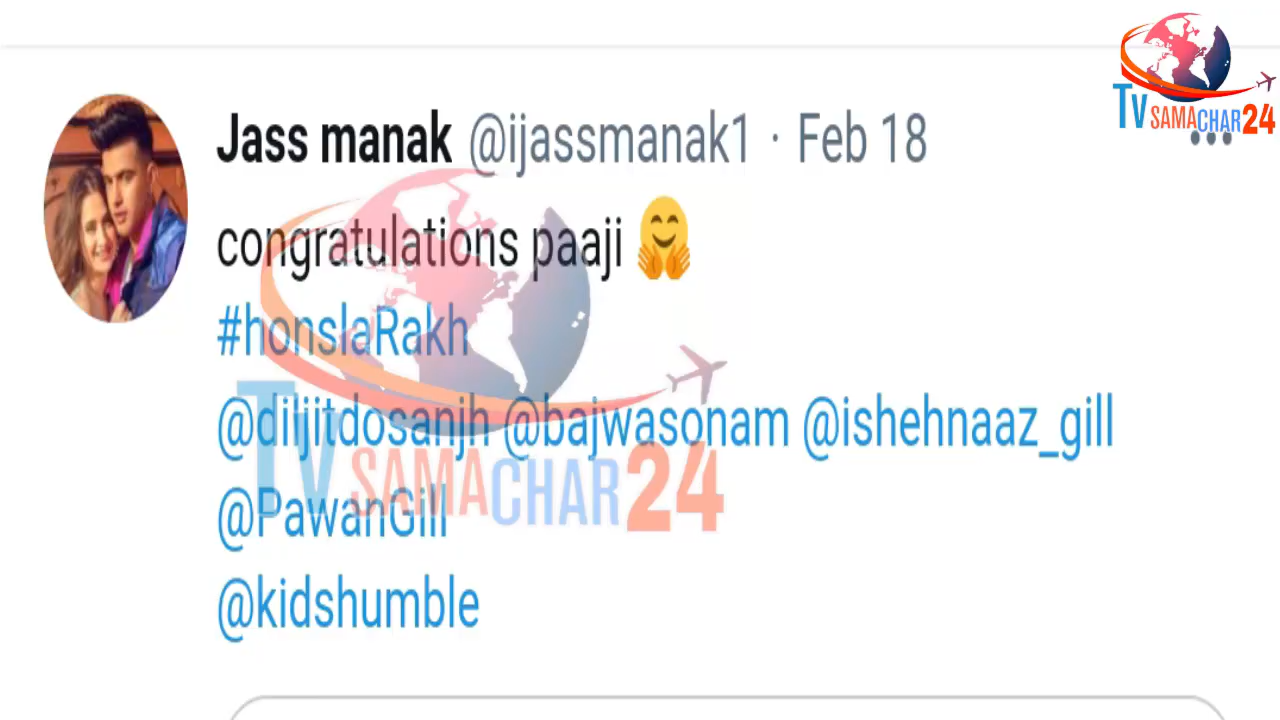 TV SAMACHAR24
Jass manak @ijassmanak1 · Feb 18
congratulations paaji 🤗
#honslaRakh
@diljitdosanjh @bajwasonam @ishehnaaz_gill
@PawanGill
@kidshumble
TV SAMACHAR24